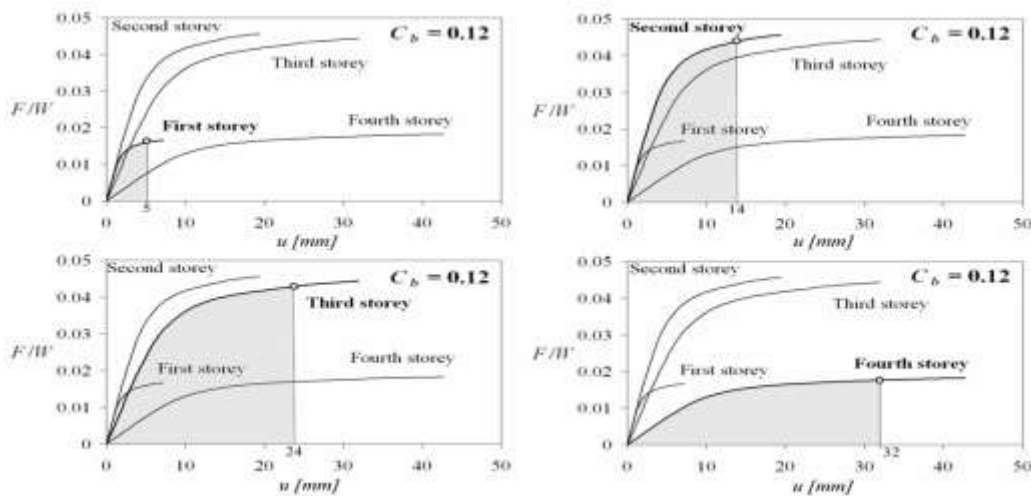 0.05
Second storey
C b = 0.12
0.04
Third storey
0.03
F/W
0.02
First storey
Fourth storey
0.01
0
0 10 20 30 40 50
5
u [mm]
0.05
Second storey
C b = 0.12
0.04
Third storey
0.03
F/W
0.02
First storey
Fourth storey
0.01
0
0 10 20 30 40 50
14
u [mm]
0.05
Second storey
C b = 0.12
0.04
Third storey
0.03
F/W
0.02
First storey
Fourth storey
0.01
0
0 10 20 30 40 50
24
u [mm]
0.05
Second storey
C b = 0.12
0.04
Third storey
0.03
F/W
0.02
First storey
Fourth storey
0.01
0
0 10 20 30 40 50
32
u [mm]